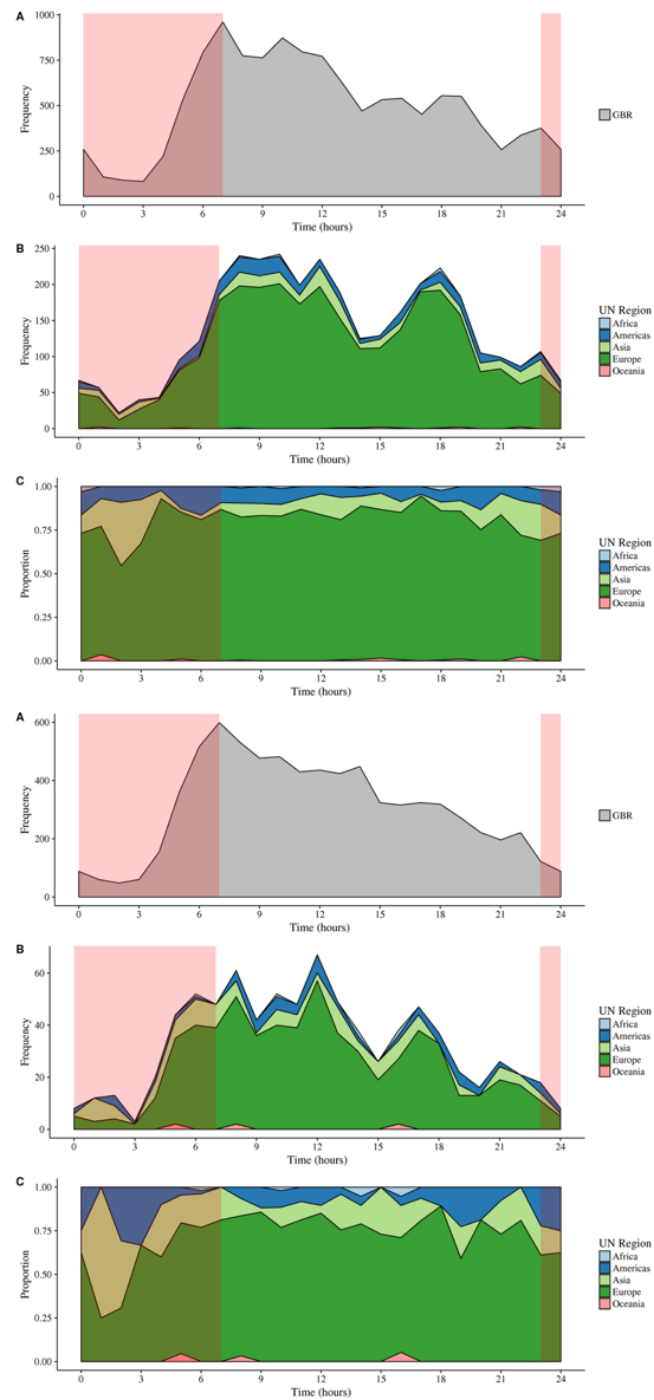 A
1000
750
500
250
0
Frequency
GBR
0 3 6 9 12 15 18 21 24
Time (hours)
B
250
200
150
100
50
0
Frequency
UN Region
Africa
Americas
Asia
Europe
Oceania
0 3 6 9 12 15 18 21 24
Time (hours)
C
1.00
0.75
0.50
0.25
0.00
Proportion
UN Region
Africa
Americas
Asia
Europe
Oceania
0 3 6 9 12 15 18 21 24
Time (hours)
A
600
400
200
0
Frequency
GBR
0 3 6 9 12 15 18 21 24
Time (hours)
B
60
40
20
0
Frequency
UN Region
Africa
Americas
Asia
Europe
Oceania
0 3 6 9 12 15 18 21 24
Time (hours)
C
1.00
0.75
0.50
0.25
0.00
Proportion
UN Region
Africa
Americas
Asia
Europe
Oceania
0 3 6 9 12 15 18 21 24
Time (hours)